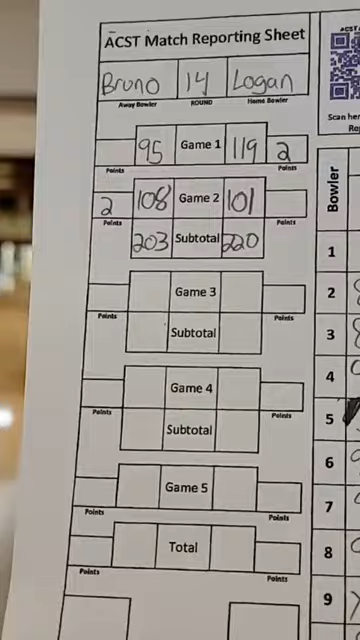 ACST Match Reporting Sheet
Bruno 14 Logan
Away Bowler ROUND Home Bowler
95 Game 1 119 2
Points Points
2 108 Game 2 101
Points Points
203 Subtotal 220
Game 3
Points Points
Subtotal
Game 4
Points Points
Subtotal
Game 5
Points Points
Total
Points Points
Scan her
Bowler
1
2
3
4
5
6
7
8
9